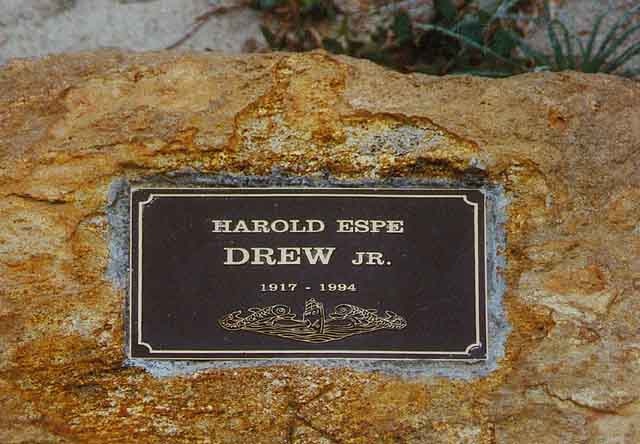 HAROLD ESPE
DREW JR.
1917 - 1994